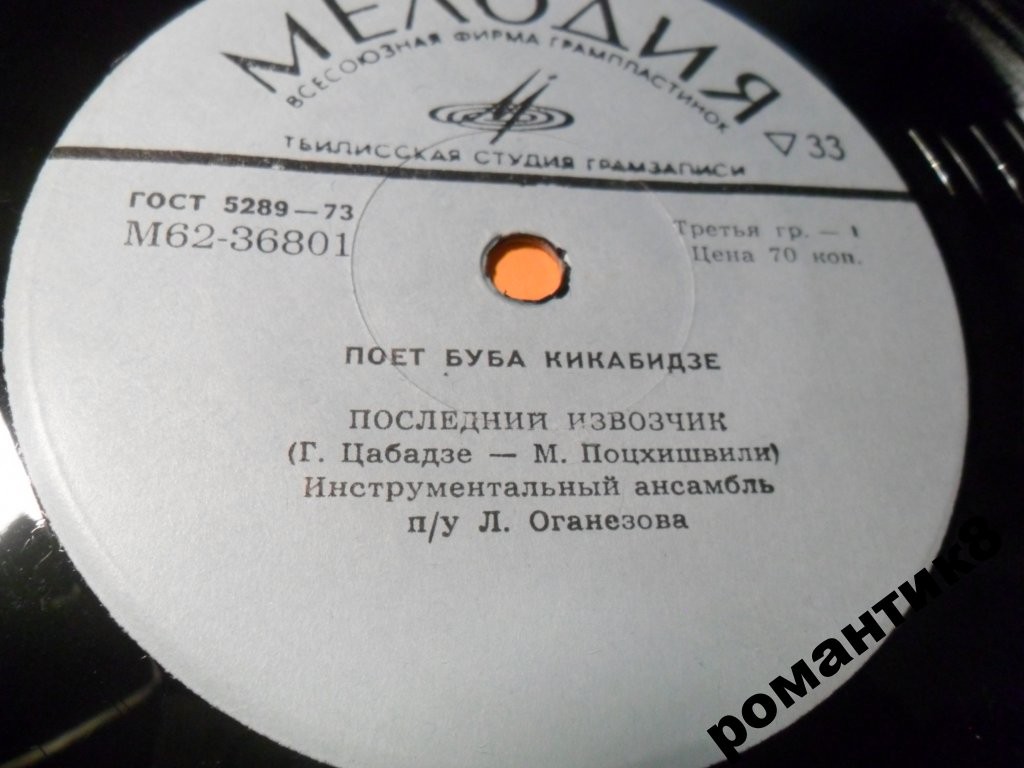 МЕЛОДИЯ
ВСЕСОЮЗНАЯ ФИРМА ГРАМПЛАСТИНОК
▽ 33
ТБИЛИССКАЯ СТУДИЯ ГРАМЗАПИСИ
ГОСТ 5289—73
М62-36801
Третья гр. — 1
Цена 70 коп.
ПОЕТ БУБА КИКАБИДЗЕ
ПОСЛЕДНИЙ ИЗВОЗЧИК
(Г. Цабадзе — М. Поцхишвили)
Инструментальный ансамбль
п/у Л. Оганезова
романтик8